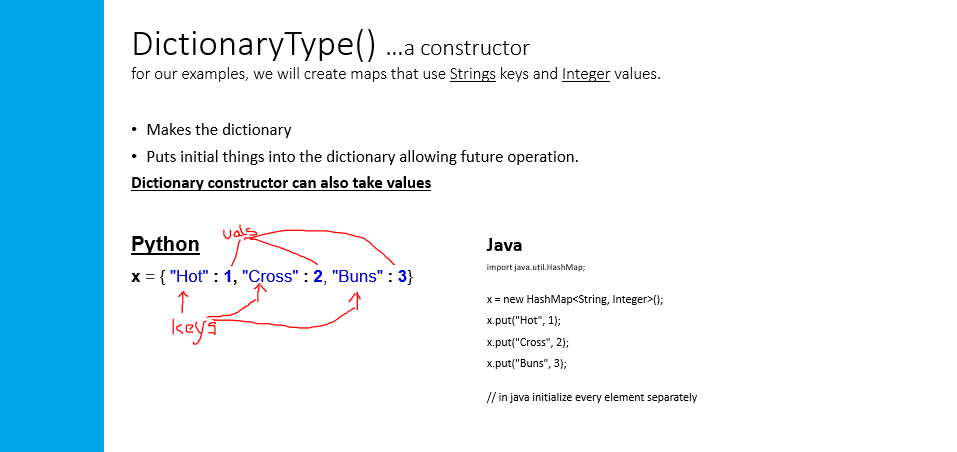 DictionaryType() ...a constructor
for our examples, we will create maps that use Strings keys and Integer values.
• Makes the dictionary
• Puts initial things into the dictionary allowing future operation.
Dictionary constructor can also take values
vals
Python
x = { "Hot" : 1, "Cross" : 2, "Buns" : 3}
keys
Java
import java.util.HashMap;
x = new HashMap<String, Integer>();
x.put("Hot", 1);
x.put("Cross", 2);
x.put("Buns", 3);
// in java initialize every element separately